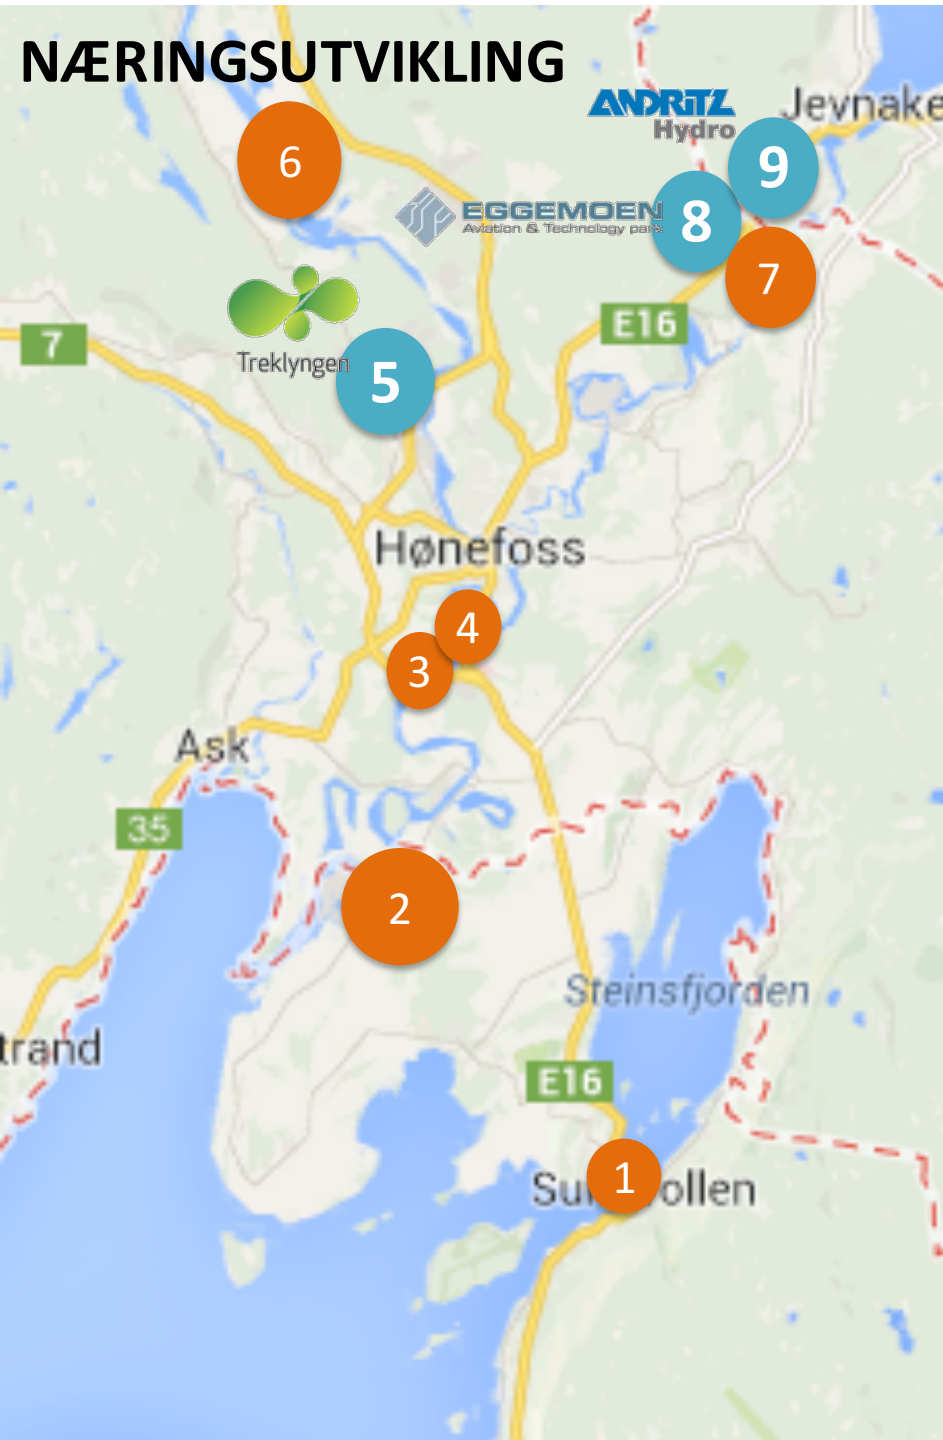 NÆRINGSUTVIKLING
ANDRITZ
Hydro
Jevnake
9
6
EGGEMOEN
Aviation & Technology park
8
7
E16
7
Treklyngen
5
Hønefoss
4
3
Ask
35
2
Steinsfjorden
trand
E16
1
Su ollen